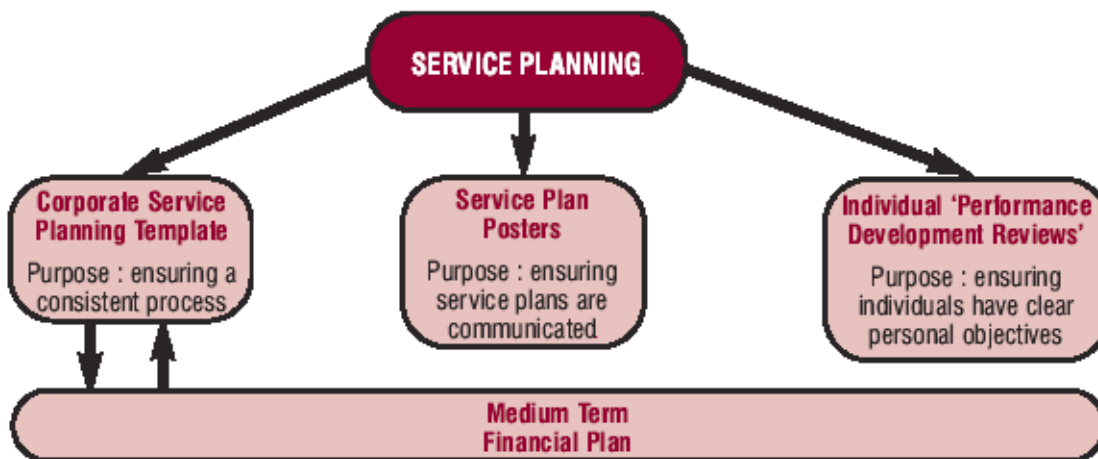 SERVICE PLANNING.
Corporate Service
Planning Template
Purpose : ensuring a
consistent process
Service Plan
Posters
Purpose : ensuring
service plans are
communicated
Individual ‘Performance
Development Reviews’
Purpose : ensuring
individuals have clear
personal objectives
Medium Term
Financial Plan